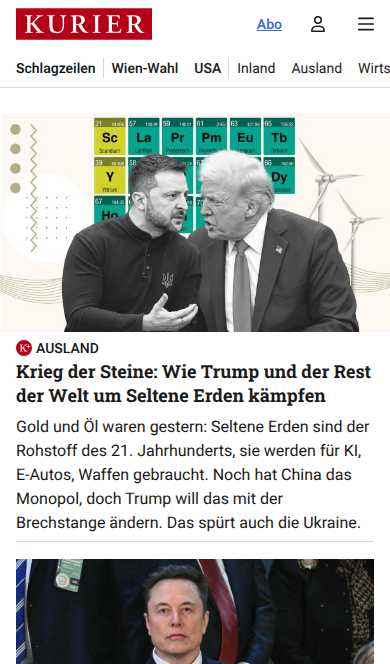 KURIER
Abo
Schlagzeilen Wien-Wahl USA Inland Ausland Wirts
21 57 59 61 63 65
Sc La Pr Pm Eu Tb
39
Y Dy
67
Ho
K+ AUSLAND
Krieg der Steine: Wie Trump und der Rest
der Welt um Seltene Erden kämpfen
Gold und Öl waren gestern: Seltene Erden sind der
Rohstoff des 21. Jahrhunderts, sie werden für KI,
E-Autos, Waffen gebraucht. Noch hat China das
Monopol, doch Trump will das mit der
Brechstange ändern. Das spürt auch die Ukraine.